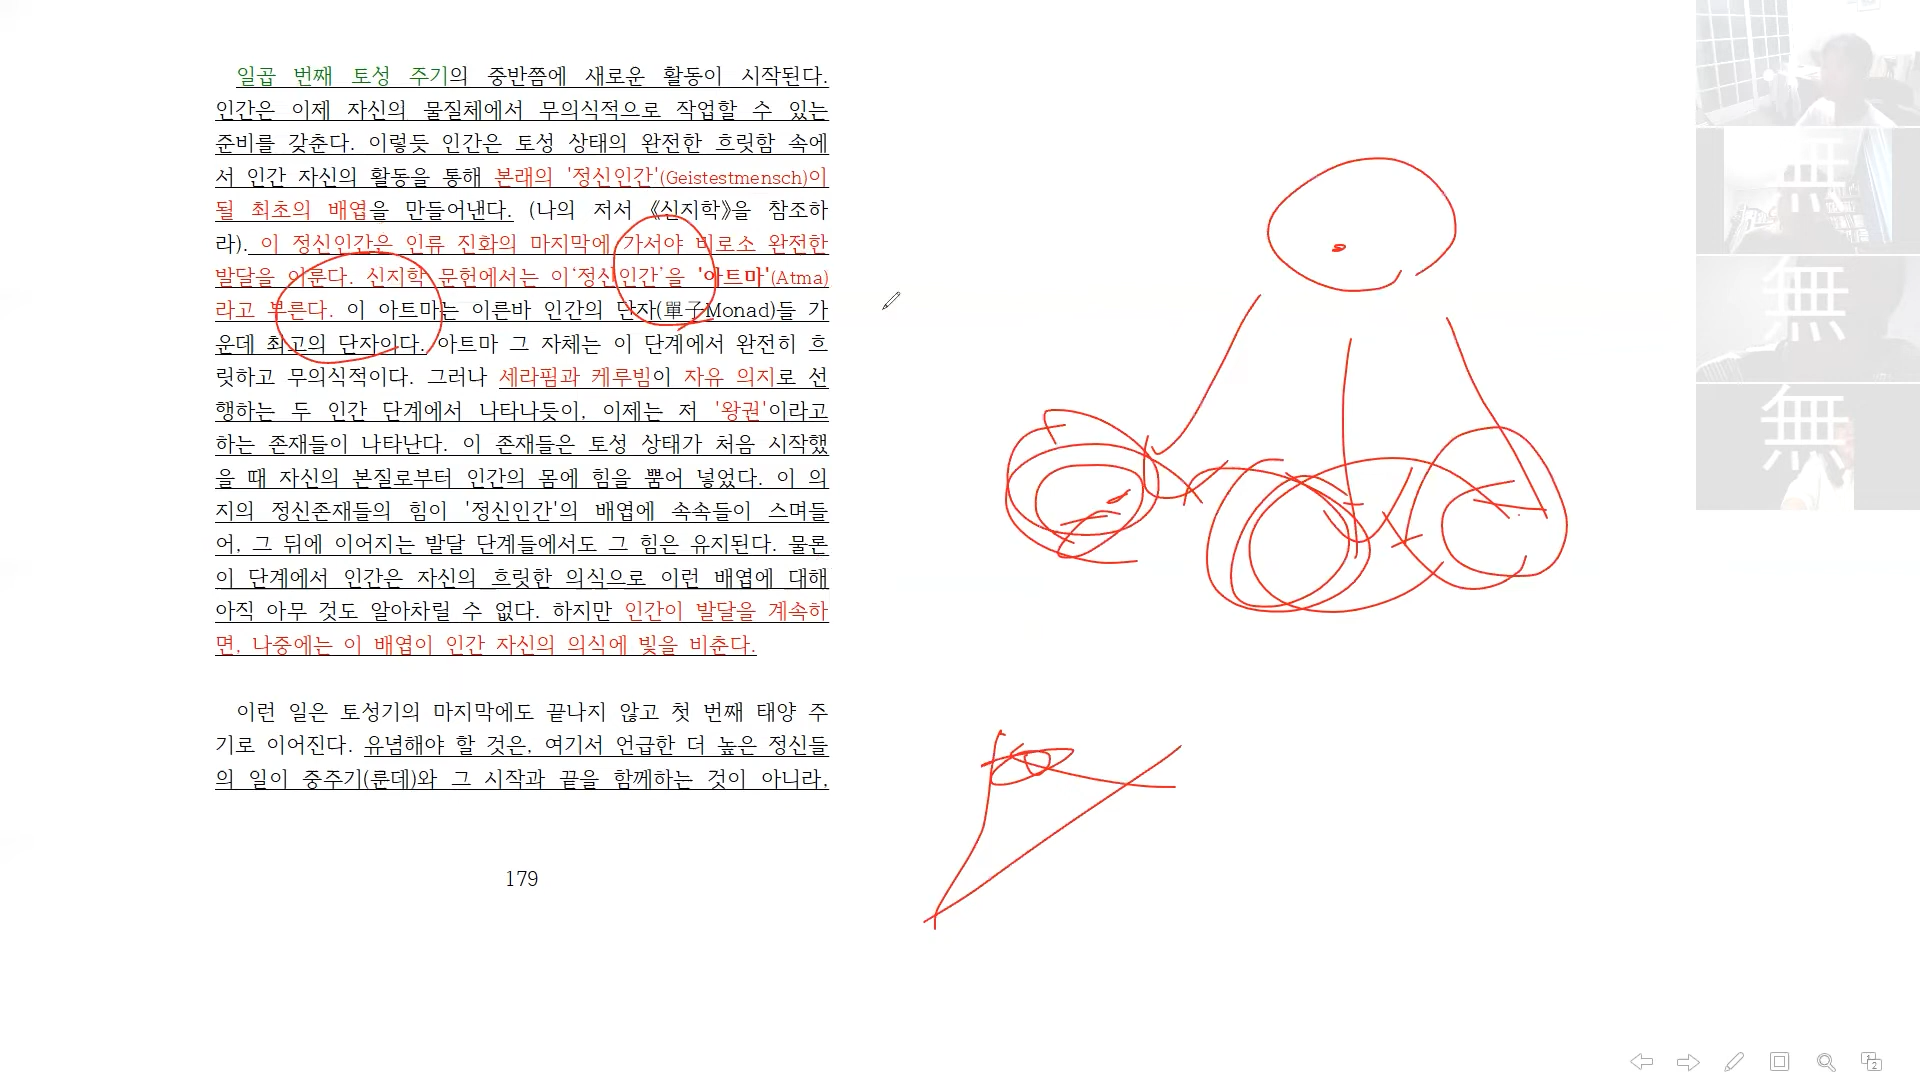 일곱 번째 토성 주기의 중반쯤에 새로운 활동이 시작된다.
인간은 이제 자신의 물질체에서 무의식적으로 작업할 수 있는
준비를 갖춘다. 이렇듯 인간은 토성 상태의 완전한 흐릿함 속에
서 인간 자신의 활동을 통해 본래의 '정신인간'(Geistestmensch)이
될 최초의 배엽을 만들어낸다. (나의 저서 《신지학》을 참조하
라). 이 정신인간은 인류 진화의 마지막에 가서야 비로소 완전한
발달을 이룬다. 신지학 문헌에서는 이‘정신인간’을 '아트마'(Atma)
라고 부른다. 이 아트마는 이른바 인간의 단자(單子Monad)들 가
운데 최고의 단자이다. 아트마 그 자체는 이 단계에서 완전히 흐
릿하고 무의식적이다. 그러나 세라핌과 케루빔이 자유 의지로 선
행하는 두 인간 단계에서 나타나듯이, 이제는 저 '왕권'이라고
하는 존재들이 나타난다. 이 존재들은 토성 상태가 처음 시작했
을 때 자신의 본질로부터 인간의 몸에 힘을 뿜어 넣었다. 이 의
지의 정신존재들의 힘이 '정신인간'의 배엽에 속속들이 스며들
어, 그 뒤에 이어지는 발달 단계들에서도 그 힘은 유지된다. 물론
이 단계에서 인간은 자신의 흐릿한 의식으로 이런 배엽에 대해
아직 아무 것도 알아차릴 수 없다. 하지만 인간이 발달을 계속하
면, 나중에는 이 배엽이 인간 자신의 의식에 빛을 비춘다.
이런 일은 토성기의 마지막에도 끝나지 않고 첫 번째 태양 주
기로 이어진다. 유념해야 할 것은, 여기서 언급한 더 높은 정신들
의 일이 중주기(룬데)와 그 시작과 끝을 함께하는 것이 아니라,
179
無
無
無